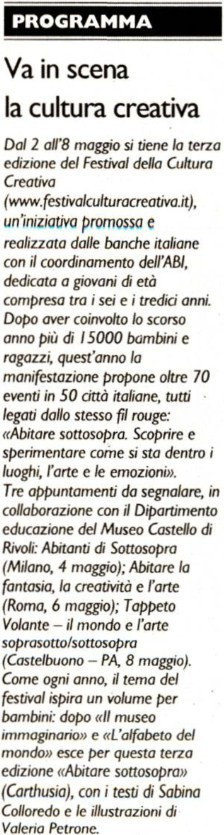 PROGRAMMA
Va in scena
la cultura creativa
Dal 2 all'8 maggio si tiene la terza
edizione del Festival della Cultura
Creativa
(www.festivalculturacreativa.it),
un'iniziativa promossa e
realizzata dalle banche italiane
con il coordinamento dell'ABI,
dedicata a giovani di età
compresa tra i sei e i tredici anni.
Dopo aver coinvolto lo scorso
anno più di 15000 bambini e
ragazzi, quest'anno la
manifestazione propone oltre 70
eventi in 50 città italiane, tutti
legati dallo stesso fil rouge:
«Abitare sottosopra. Scoprire e
sperimentare come si sta dentro i
luoghi, l'arte e le emozioni».
Tre appuntamenti da segnalare, in
collaborazione con il Dipartimento
educazione del Museo Castello di
Rivoli: Abitanti di Sottosopra
(Milano, 4 maggio); Abitare la
fantasia, la creatività e l'arte
(Roma, 6 maggio); Tappeto
Volante – il mondo e l'arte
soprasotto/sottosopra
(Castelbuono – PA, 8 maggio).
Come ogni anno, il tema del
festival ispira un volume per
bambini: dopo «Il museo
immaginario» e «L'alfabeto del
mondo» esce per questa terza
edizione «Abitare sottosopra»
(Carthusia), con i testi di Sabina
Colloredo e le illustrazioni di
Valeria Petrone.